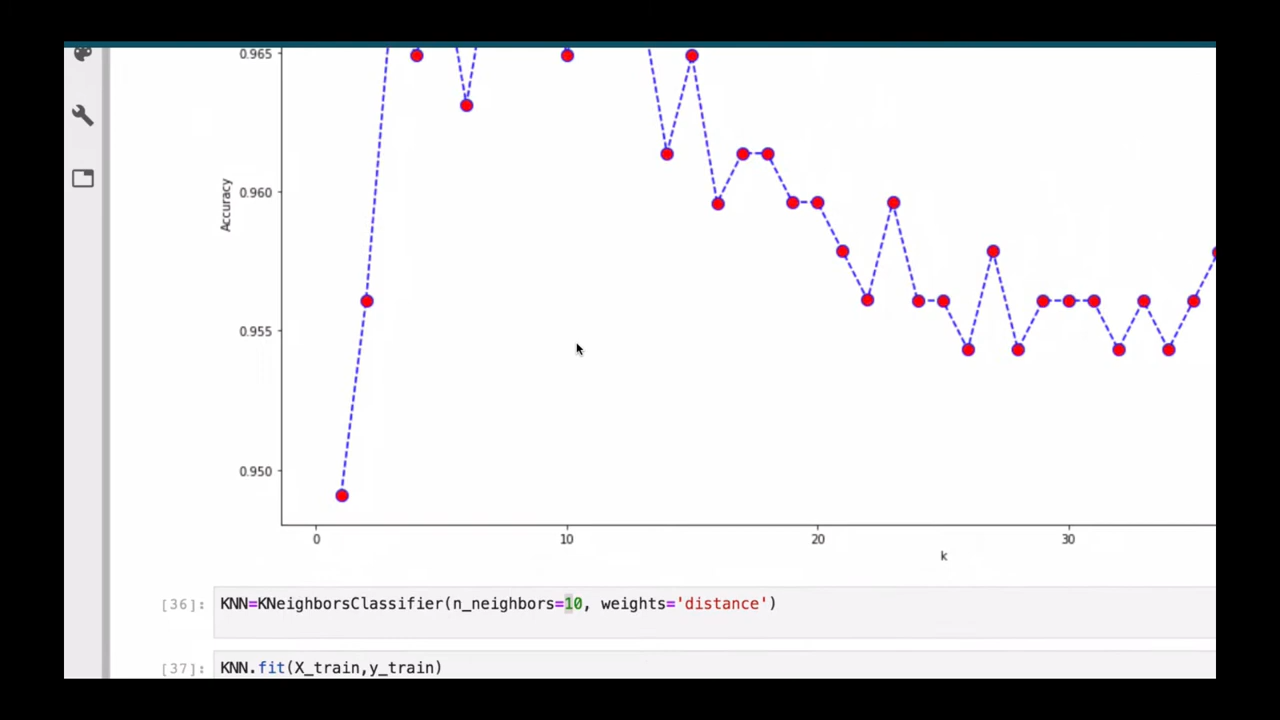 0.965
0.960
Accuracy
0.955
0.950
0 10 20 30
k
[36]: KNN=KNeighborsClassifier(n_neighbors=10, weights='distance')
[37]: KNN.fit(X_train,y_train)